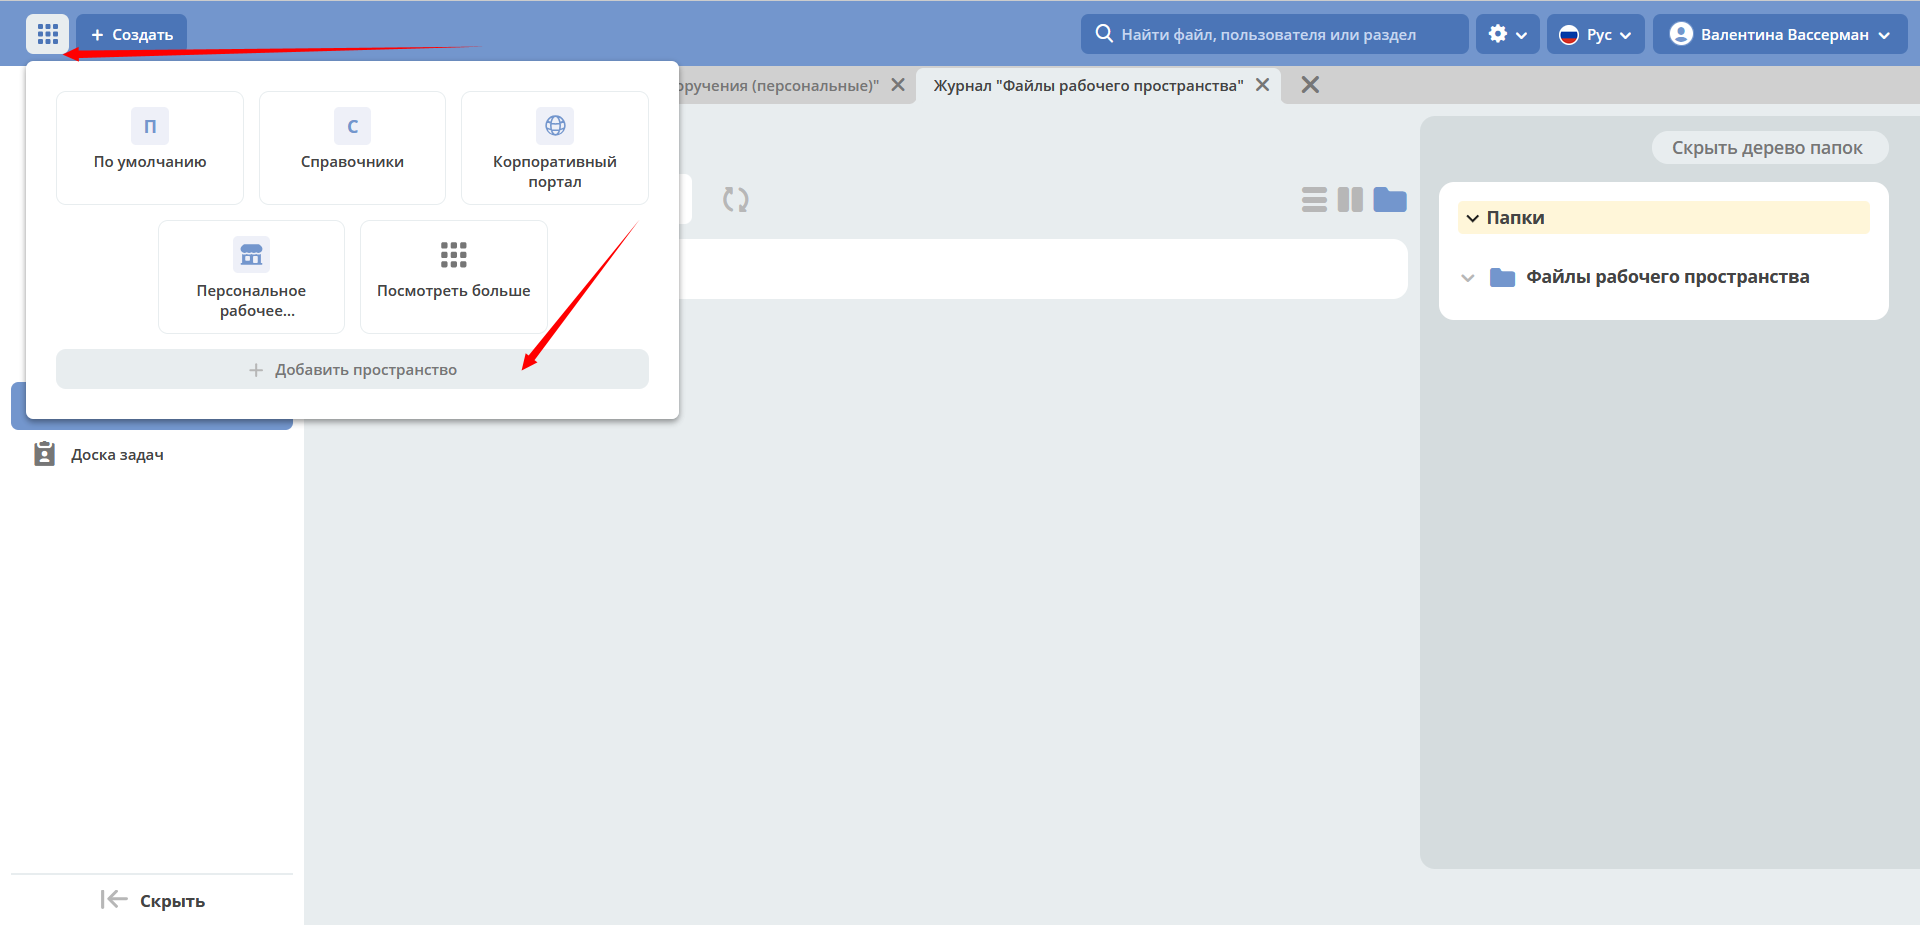 + Создать
Найти файл, пользователя или раздел
Рус
Валентина Вассерман
(персональные)"
Журнал "Файлы рабочего пространства"
П
По умолчанию
С
Справочники
Корпоративный
портал
Персональное
рабочее...
Посмотреть больше
+ Добавить пространство
Скрыть дерево папок
Папки
Файлы рабочего пространства
Доска задач
Скрыть